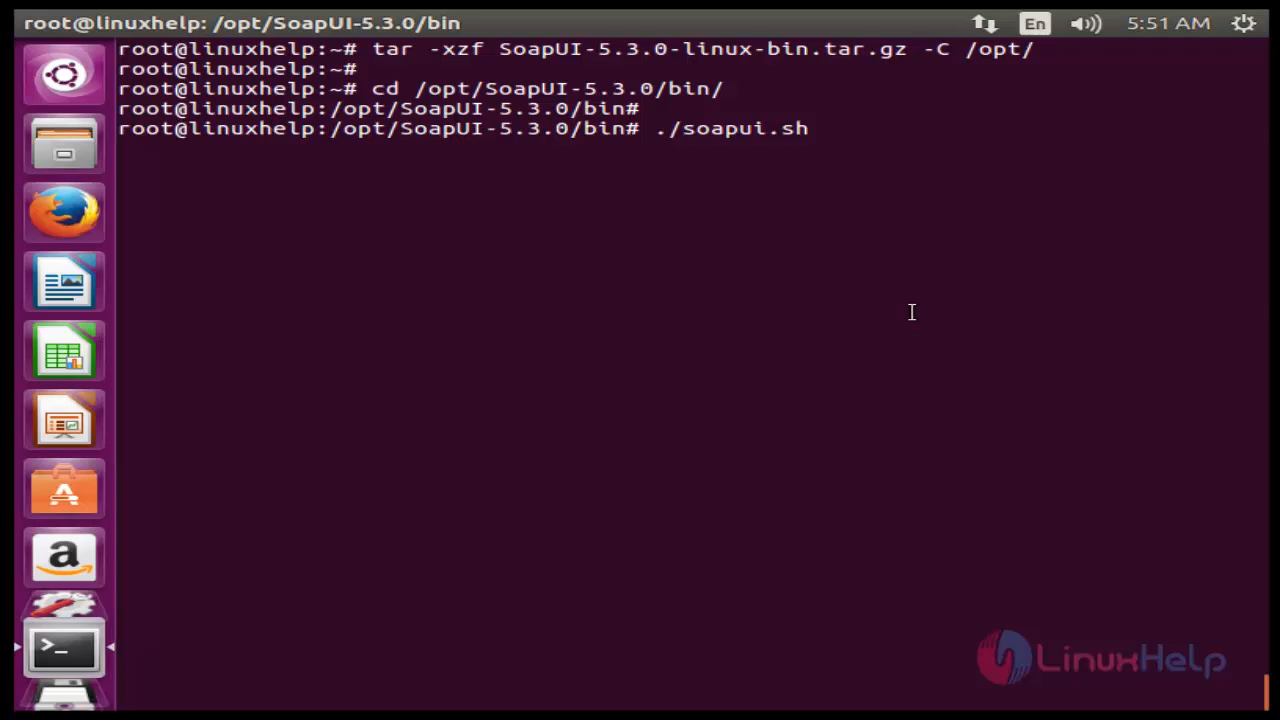 root@linuxhelp: /opt/SoapUI-5.3.0/bin
En
5:51 AM
root@linuxhelp:~# tar -xzf SoapUI-5.3.0-linux-bin.tar.gz -C /opt/
root@linuxhelp:~#
root@linuxhelp:~# cd /opt/SoapUI-5.3.0/bin/
root@linuxhelp:/opt/SoapUI-5.3.0/bin#
root@linuxhelp:/opt/SoapUI-5.3.0/bin# ./soapui.sh
LinuxHelp